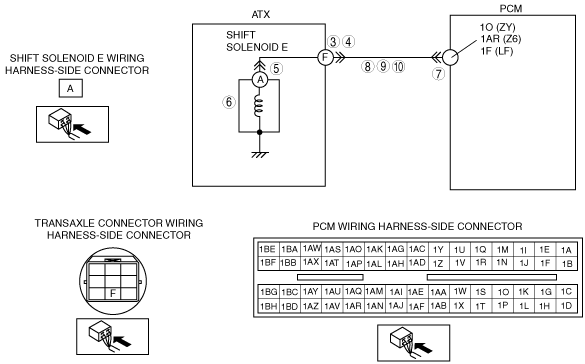 ATX
PCM
SHIFT
SOLENOID E
1O (ZY)
1AR (Z6)
1F (LF)
SHIFT SOLENOID E WIRING
HARNESS-SIDE CONNECTOR
A
3 4
F
5
A
6
8 9 10
7
TRANSAXLE CONNECTOR WIRING
HARNESS-SIDE CONNECTOR
F
PCM WIRING HARNESS-SIDE CONNECTOR
1BE 1BA 1AW 1AS 1AO 1AK 1AG 1AC 1Y 1U 1Q 1M 1I 1E 1A
1BF 1BB 1AX 1AT 1AP 1AL 1AH 1AD 1Z 1V 1R 1N 1J 1F 1B
1BG 1BC 1AY 1AU 1AQ 1AM 1AI 1AE 1AA 1W 1S 1O 1K 1G 1C
1BH 1BD 1AZ 1AV 1AR 1AN 1AJ 1AF 1AB 1X 1T 1P 1L 1H 1D